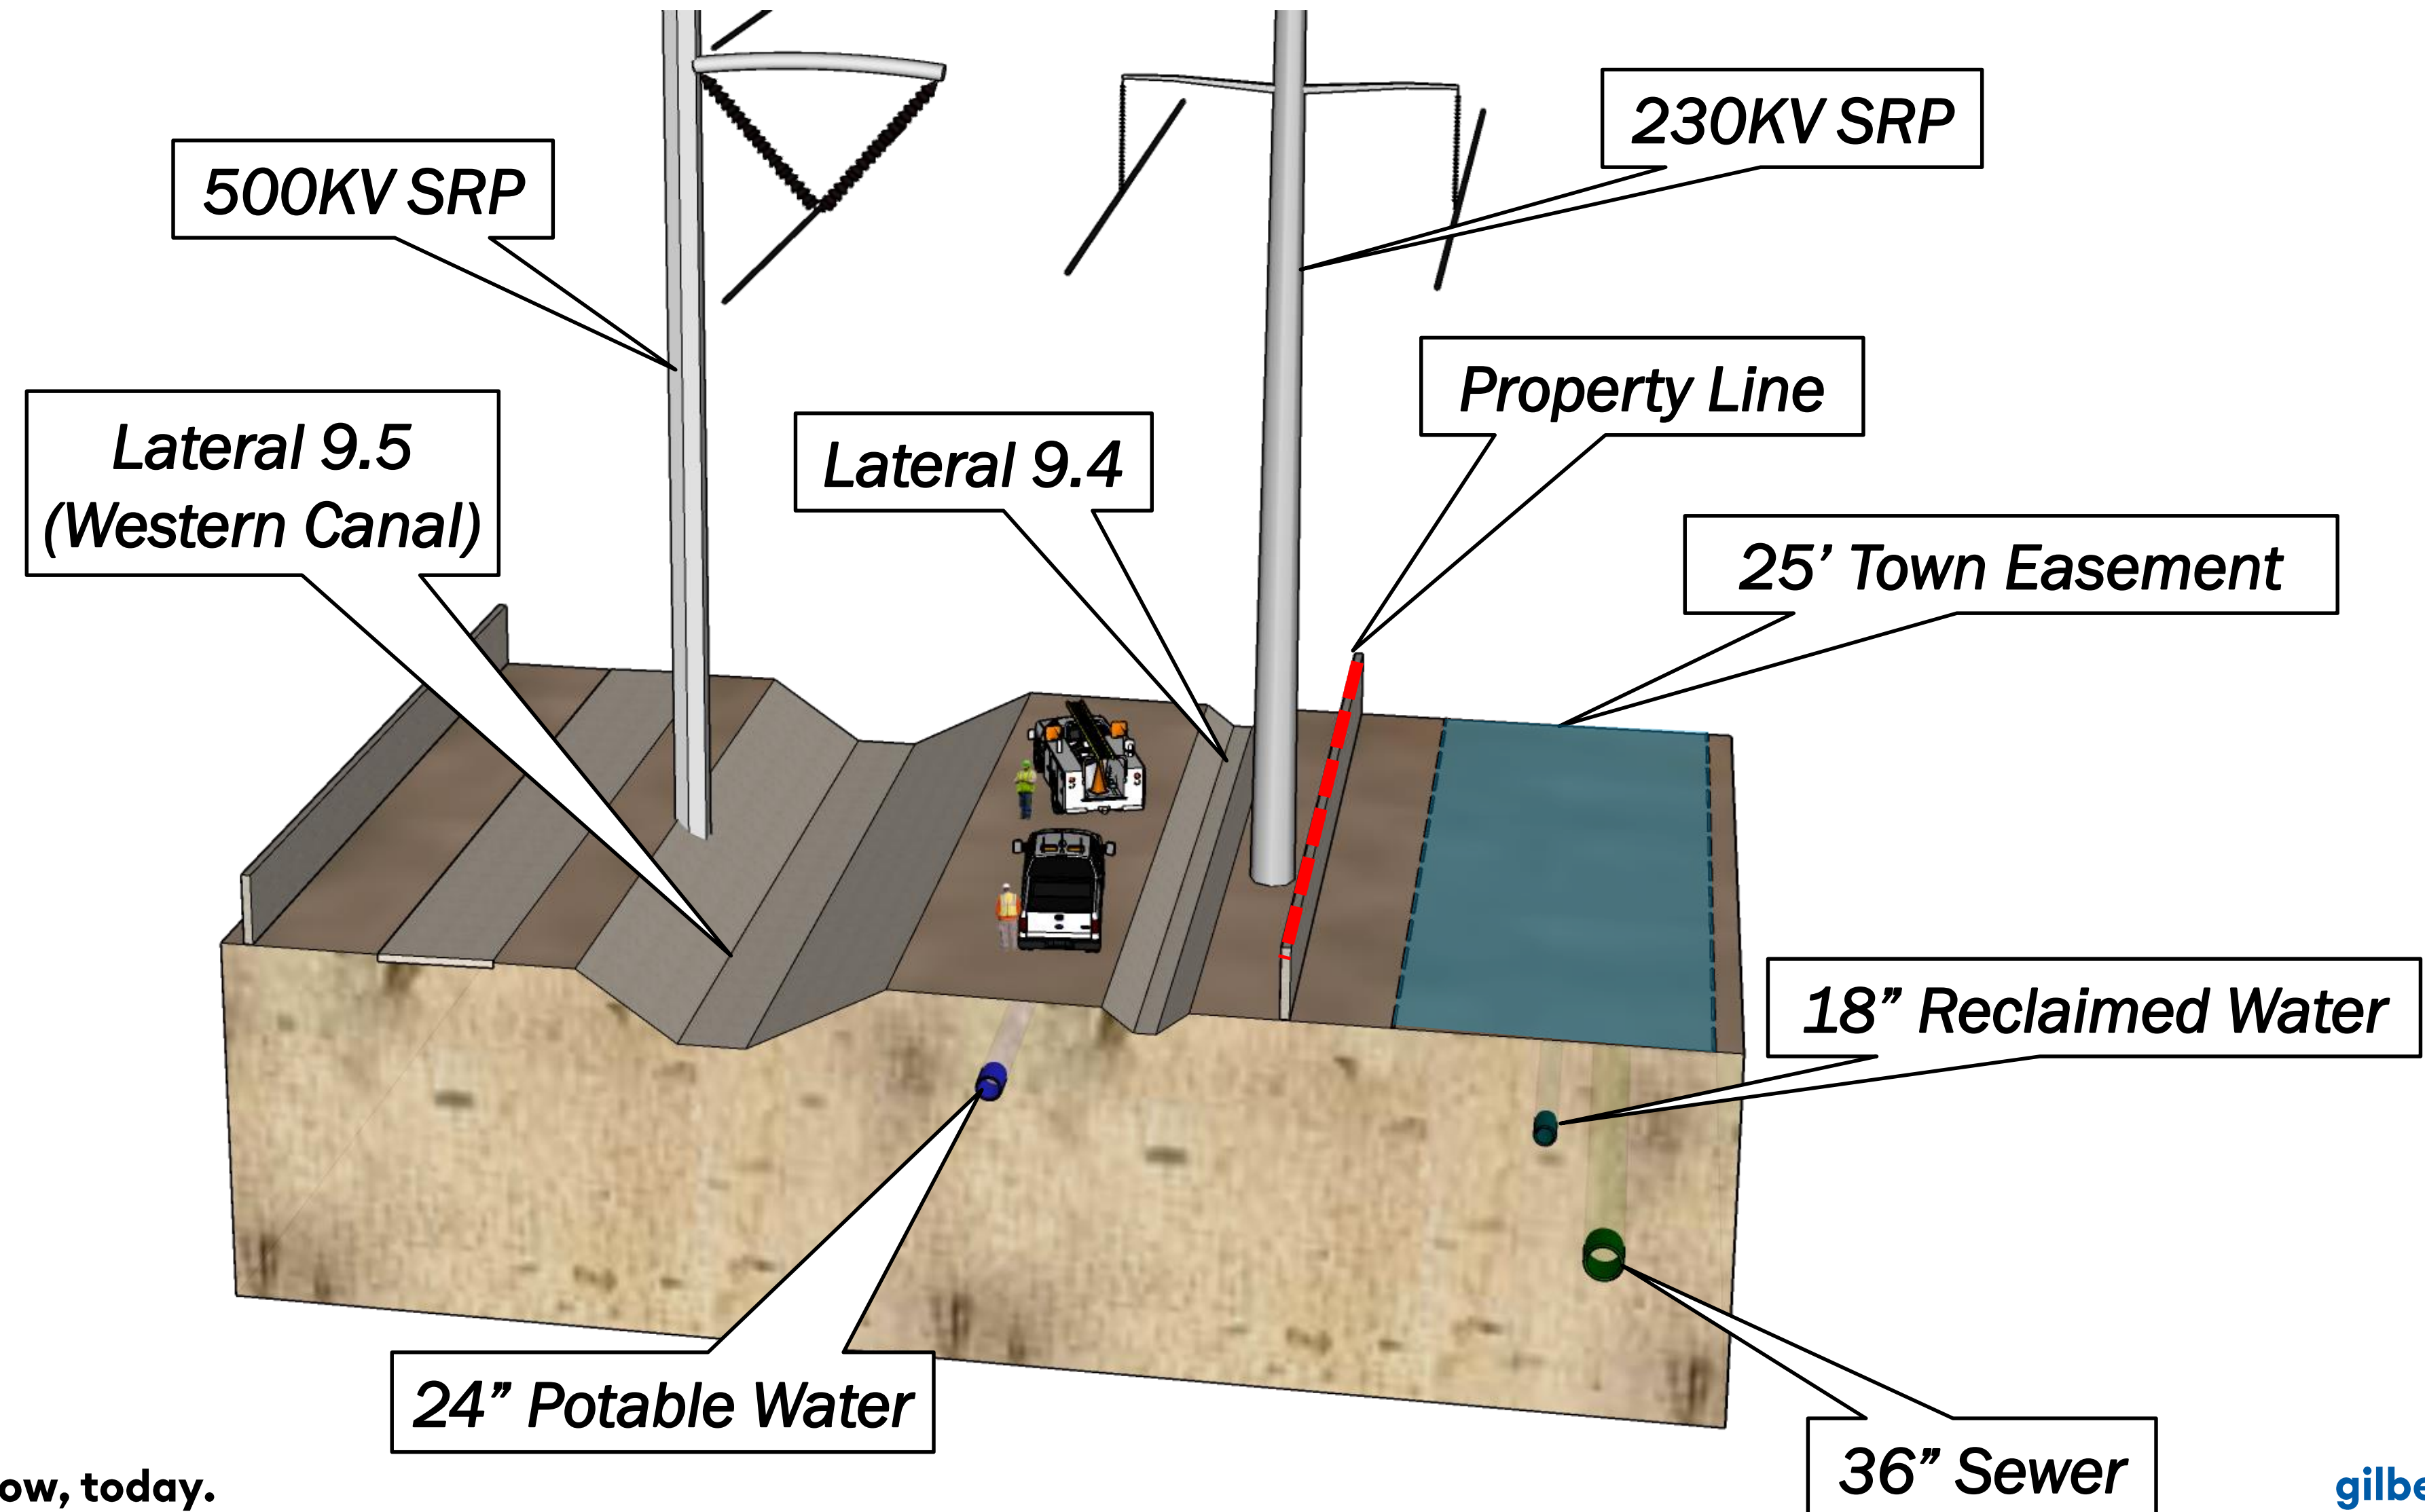 230KV SRP
500KV SRP
Property Line
Lateral 9.5
(Western Canal)
Lateral 9.4
25’ Town Easement
18” Reclaimed Water
24” Potable Water
36” Sewer
ow, today.
gilbe